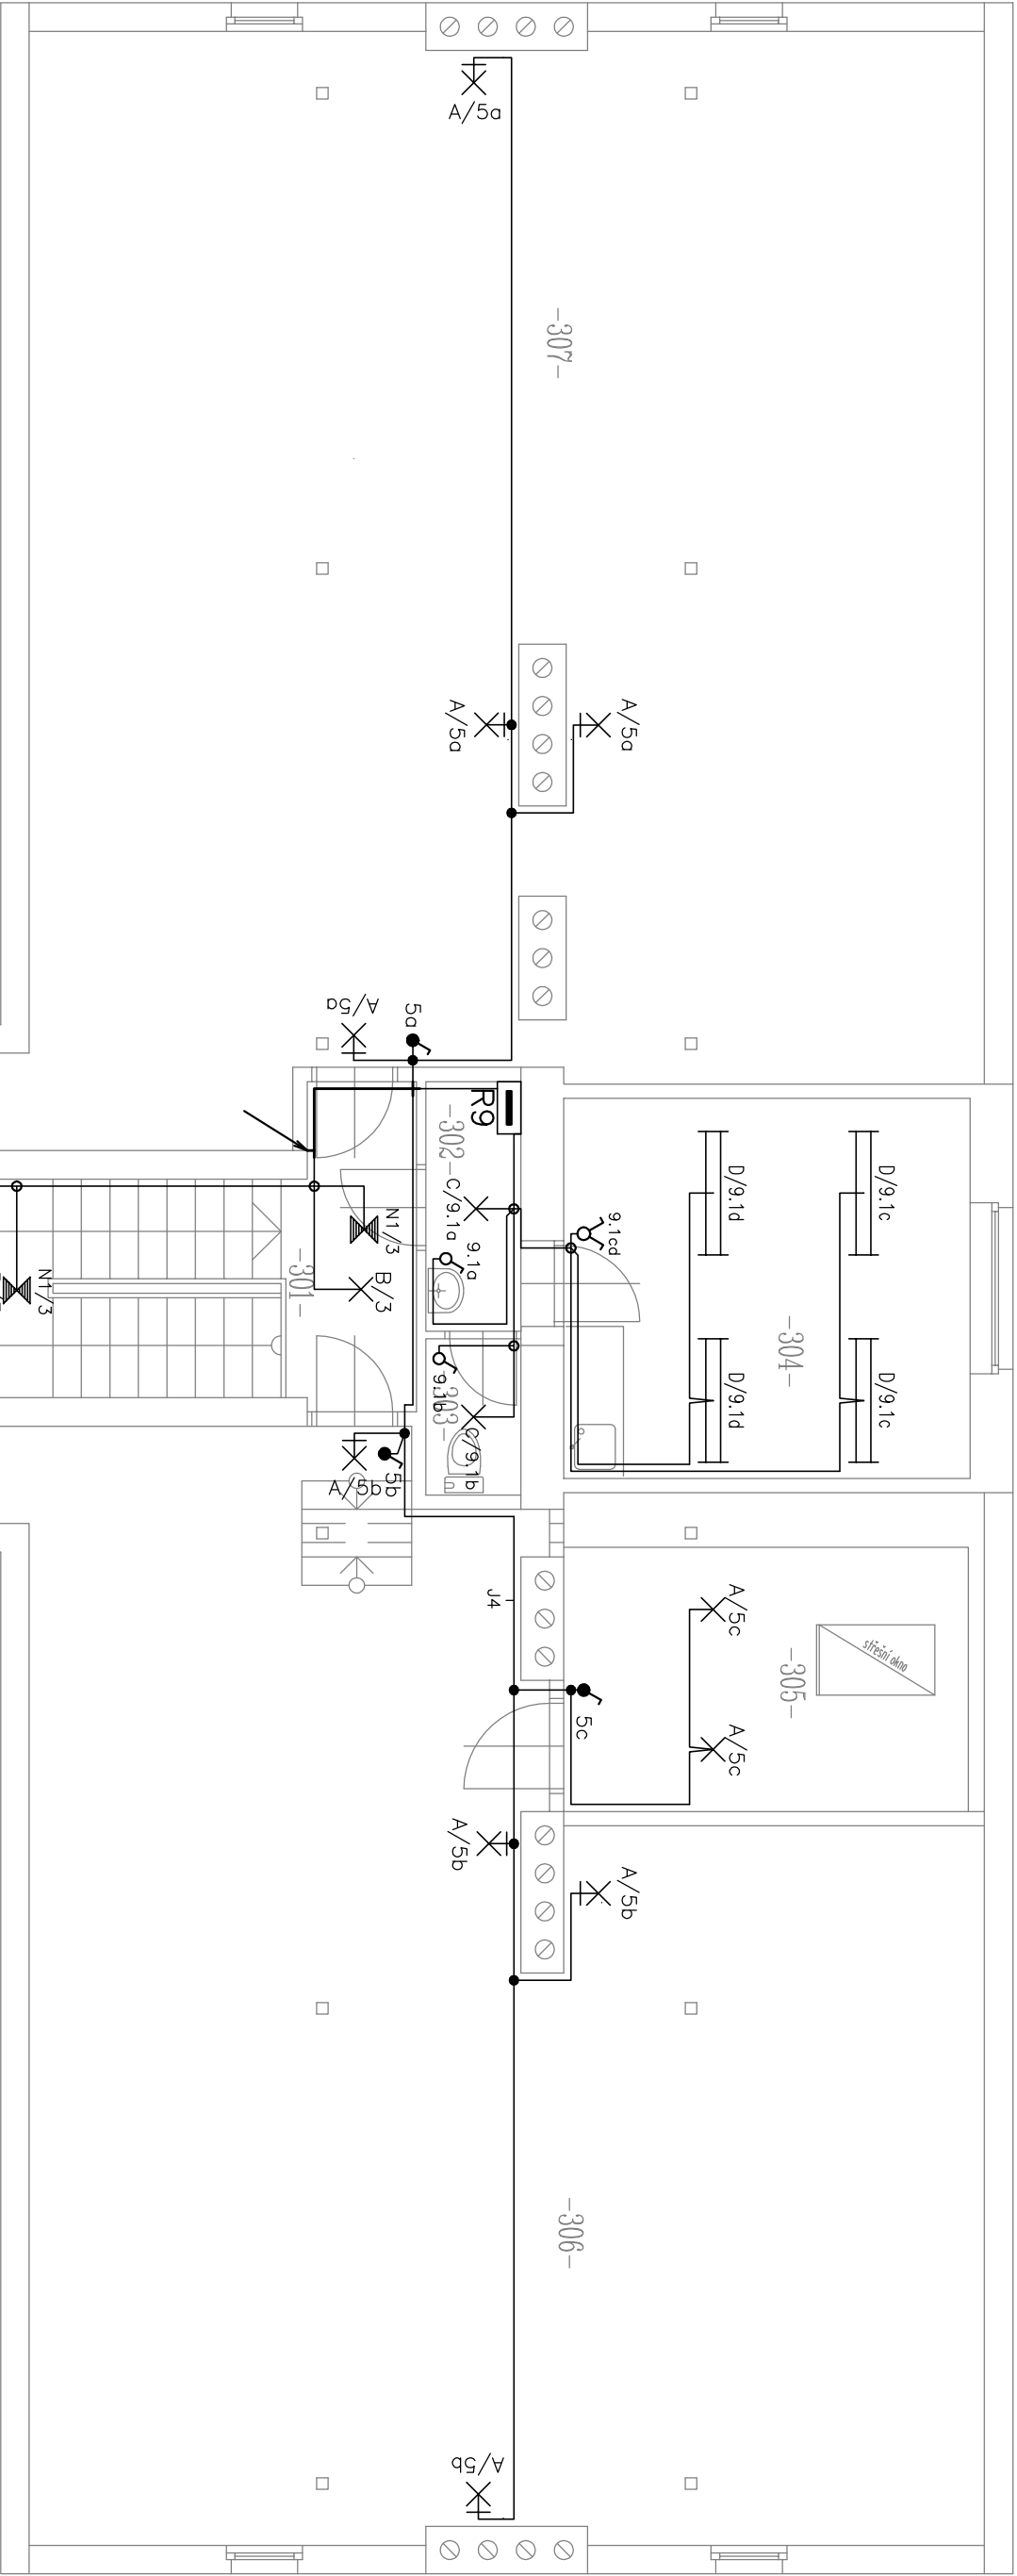 A/5a
-307-
A/5a
A/5a
A/5a
5a
R9
-302-
C/9.1a
9.1a
9.1cd
D/9.1d
D/9.1c
-304-
D/9.1d
D/9.1c
N1/3
B/3
-301-
N1/3
9.1b
-303-
C/9.1b
5b
A/5b
J4
A/5c
střešní okno
-305-
A/5c
5c
A/5b
A/5b
-306-
A/5b